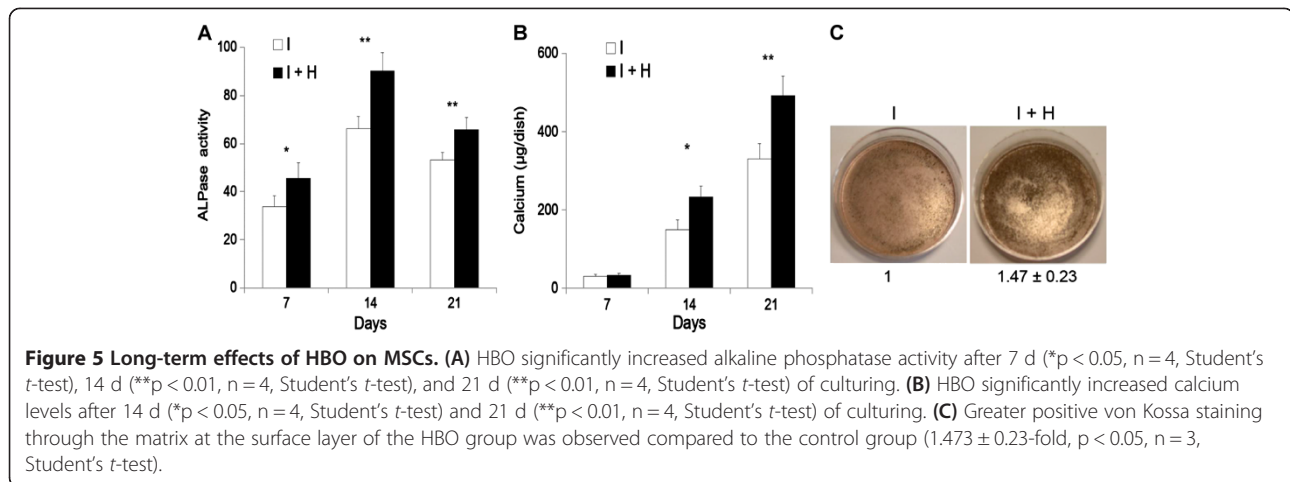 A
B
C
I
I + H
ALPase activity
100
80
60
40
20
0
*
**
**
7 14 21
Days
I
I + H
Calcium (µg/dish)
600
400
200
0
*
**
7 14 21
Days
I I + H
1 1.47 ± 0.23
Figure 5 Long-term effects of HBO on MSCs. (A) HBO significantly increased alkaline phosphatase activity after 7 d (*p < 0.05, n = 4, Student's
t-test), 14 d (**p < 0.01, n = 4, Student's t-test), and 21 d (**p < 0.01, n = 4, Student's t-test) of culturing. (B) HBO significantly increased calcium
levels after 14 d (*p < 0.05, n = 4, Student's t-test) and 21 d (**p < 0.01, n = 4, Student's t-test) of culturing. (C) Greater positive von Kossa staining
through the matrix at the surface layer of the HBO group was observed compared to the control group (1.473 ± 0.23-fold, p < 0.05, n = 3,
Student's t-test).